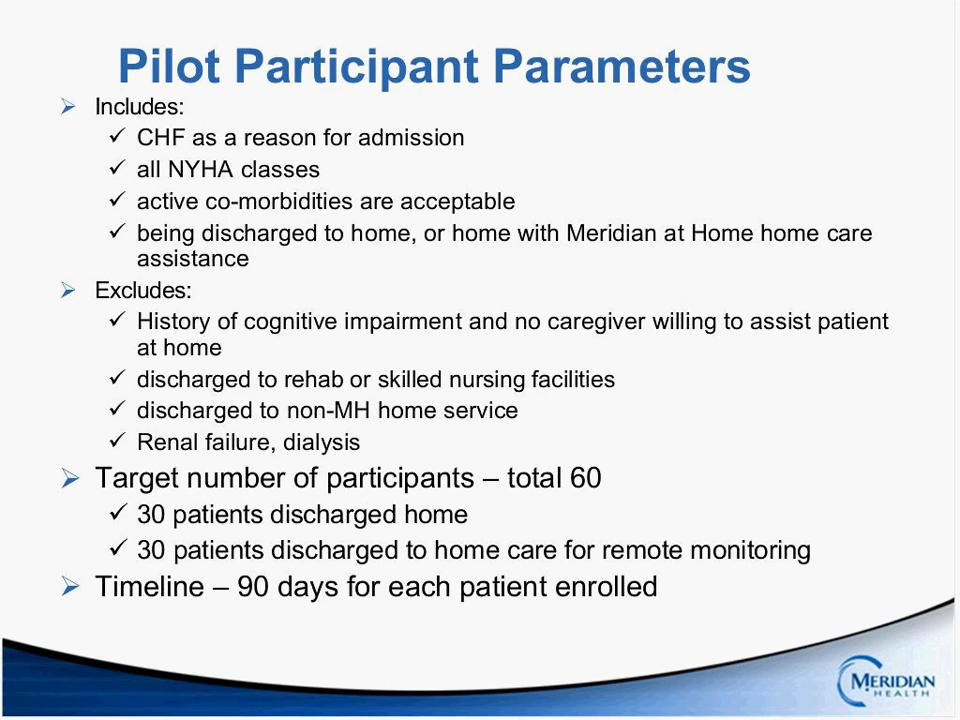 Pilot Participant Parameters
Includes:
CHF as a reason for admission
all NYHA classes
active co-morbidities are acceptable
being discharged to home, or home with Meridian at Home home care
assistance
Excludes:
History of cognitive impairment and no caregiver willing to assist patient
at home
discharged to rehab or skilled nursing facilities
discharged to non-MH home service
Renal failure, dialysis
Target number of participants – total 60
30 patients discharged home
30 patients discharged to home care for remote monitoring
Timeline – 90 days for each patient enrolled
MERIDIAN
HEALTH